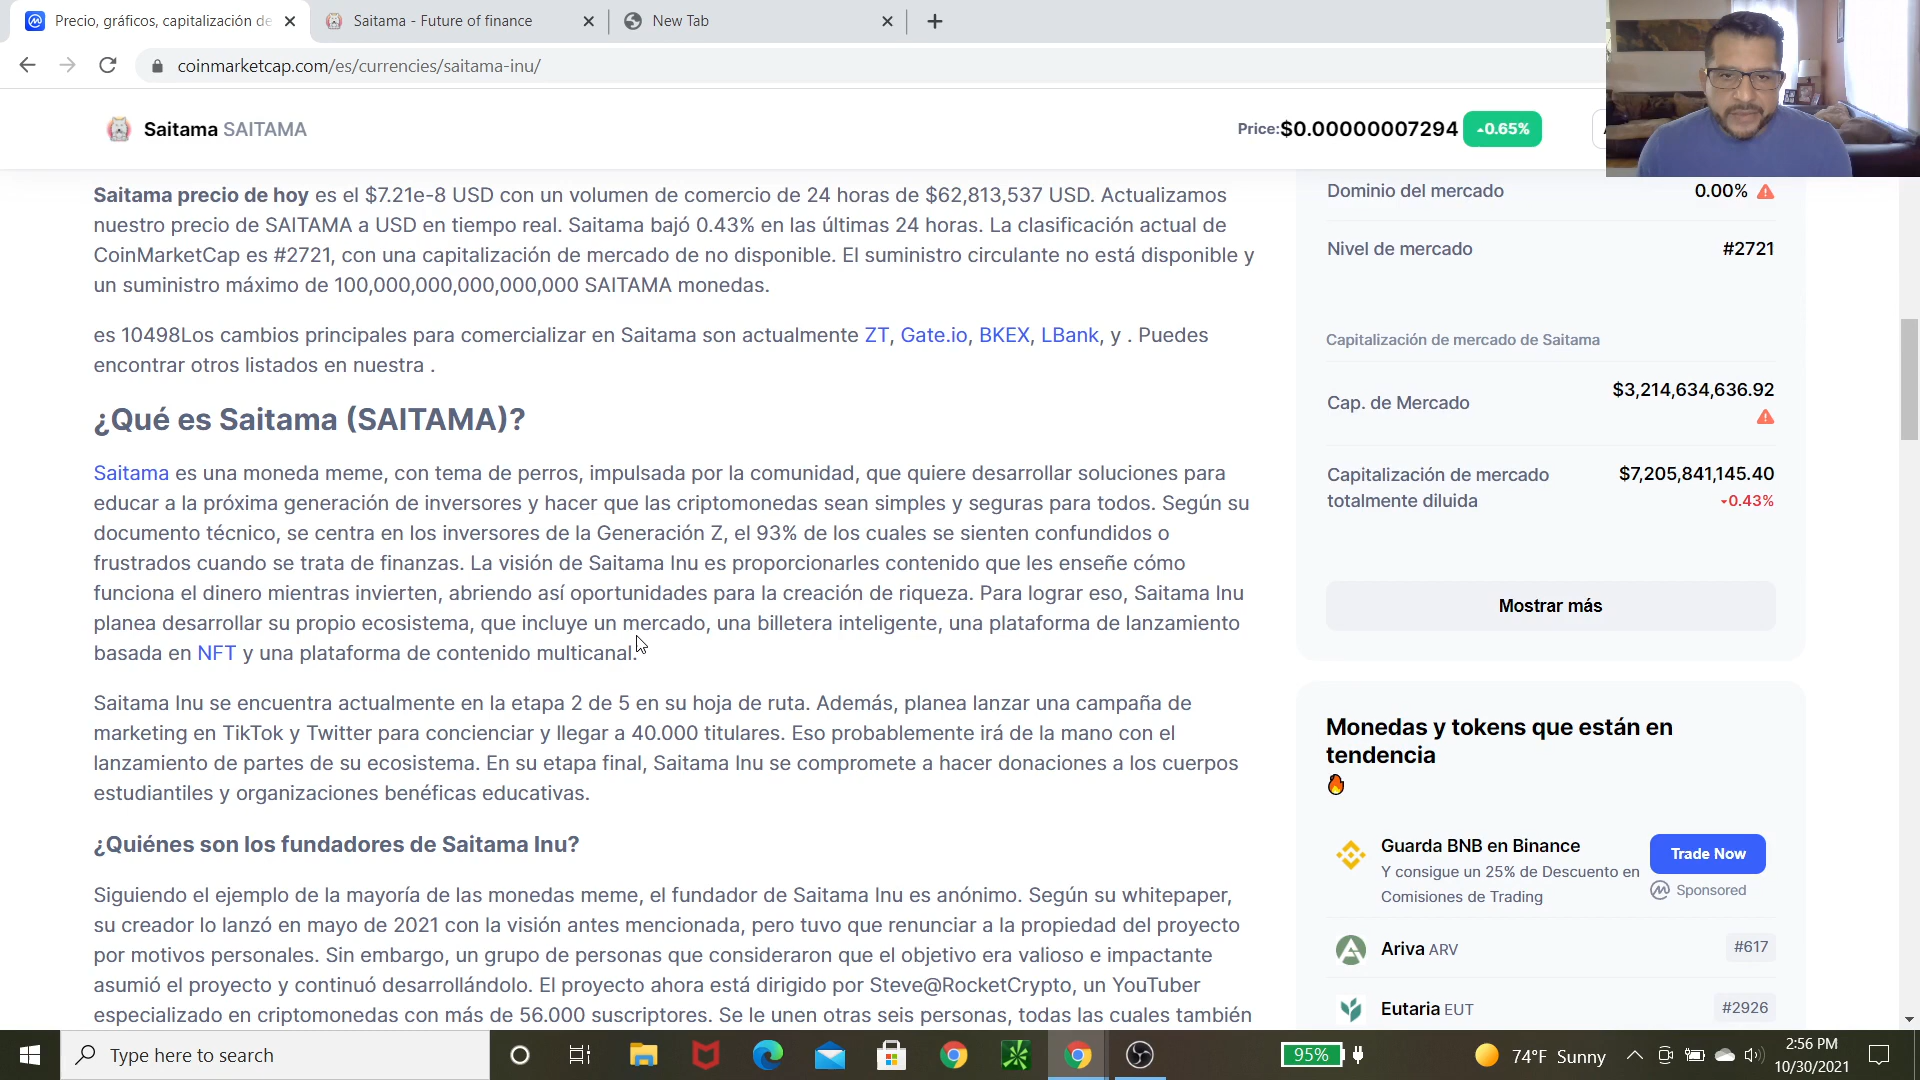 Precio, gráficos, capitalización de
Saitama - Future of finance
New Tab
coinmarketcap.com/es/currencies/saitama-inu/
Saitama SAITAMA
Price:$0.00000007294
0.65%
Saitama precio de hoy es el $7.21e-8 USD con un volumen de comercio de 24 horas de $62,813,537 USD. Actualizamos
nuestro precio de SAITAMA a USD en tiempo real. Saitama bajó 0.43% en las últimas 24 horas. La clasificación actual de
CoinMarketCap es #2721, con una capitalización de mercado de no disponible. El suministro circulante no está disponible y
un suministro máximo de 100,000,000,000,000,000 SAITAMA monedas.
es 10498Los cambios principales para comercializar en Saitama son actualmente ZT, Gate.io, BKEX, LBank, y . Puedes
encontrar otros listados en nuestra .
¿Qué es Saitama (SAITAMA)?
Saitama es una moneda meme, con tema de perros, impulsada por la comunidad, que quiere desarrollar soluciones para
educar a la próxima generación de inversores y hacer que las criptomonedas sean simples y seguras para todos. Según su
documento técnico, se centra en los inversores de la Generación Z, el 93% de los cuales se sienten confundidos o
frustrados cuando se trata de finanzas. La visión de Saitama Inu es proporcionarles contenido que les enseñe cómo
funciona el dinero mientras invierten, abriendo así oportunidades para la creación de riqueza. Para lograr eso, Saitama Inu
planea desarrollar su propio ecosistema, que incluye un mercado, una billetera inteligente, una plataforma de lanzamiento
basada en NFT y una plataforma de contenido multicanal.
Saitama Inu se encuentra actualmente en la etapa 2 de 5 en su hoja de ruta. Además, planea lanzar una campaña de
marketing en TikTok y Twitter para concienciar y llegar a 40.000 titulares. Eso probablemente irá de la mano con el
lanzamiento de partes de su ecosistema. En su etapa final, Saitama Inu se compromete a hacer donaciones a los cuerpos
estudiantiles y organizaciones benéficas educativas.
¿Quiénes son los fundadores de Saitama Inu?
Siguiendo el ejemplo de la mayoría de las monedas meme, el fundador de Saitama Inu es anónimo. Según su whitepaper,
su creador lo lanzó en mayo de 2021 con la visión antes mencionada, pero tuvo que renunciar a la propiedad del proyecto
por motivos personales. Sin embargo, un grupo de personas que consideraron que el objetivo era valioso e impactante
asumió el proyecto y continuó desarrollándolo. El proyecto ahora está dirigido por Steve@RocketCrypto, un YouTuber
especializado en criptomonedas con más de 56.000 suscriptores. Se le unen otras seis personas, todas las cuales también
Dominio del mercado
0.00%
Nivel de mercado
#2721
Capitalización de mercado de Saitama
Cap. de Mercado
$3,214,634,636.92
Capitalización de mercado
totalmente diluida
$7,205,841,145.40
0.43%
Mostrar más
Monedas y tokens que están en
tendencia
Guarda BNB en Binance
Y consigue un 25% de Descuento en
Comisiones de Trading
Trade Now
Sponsored
Ariva ARV
#617
Eutaria EUT
#2926
Type here to search
95%
74°F Sunny
2:56 PM
10/30/2021